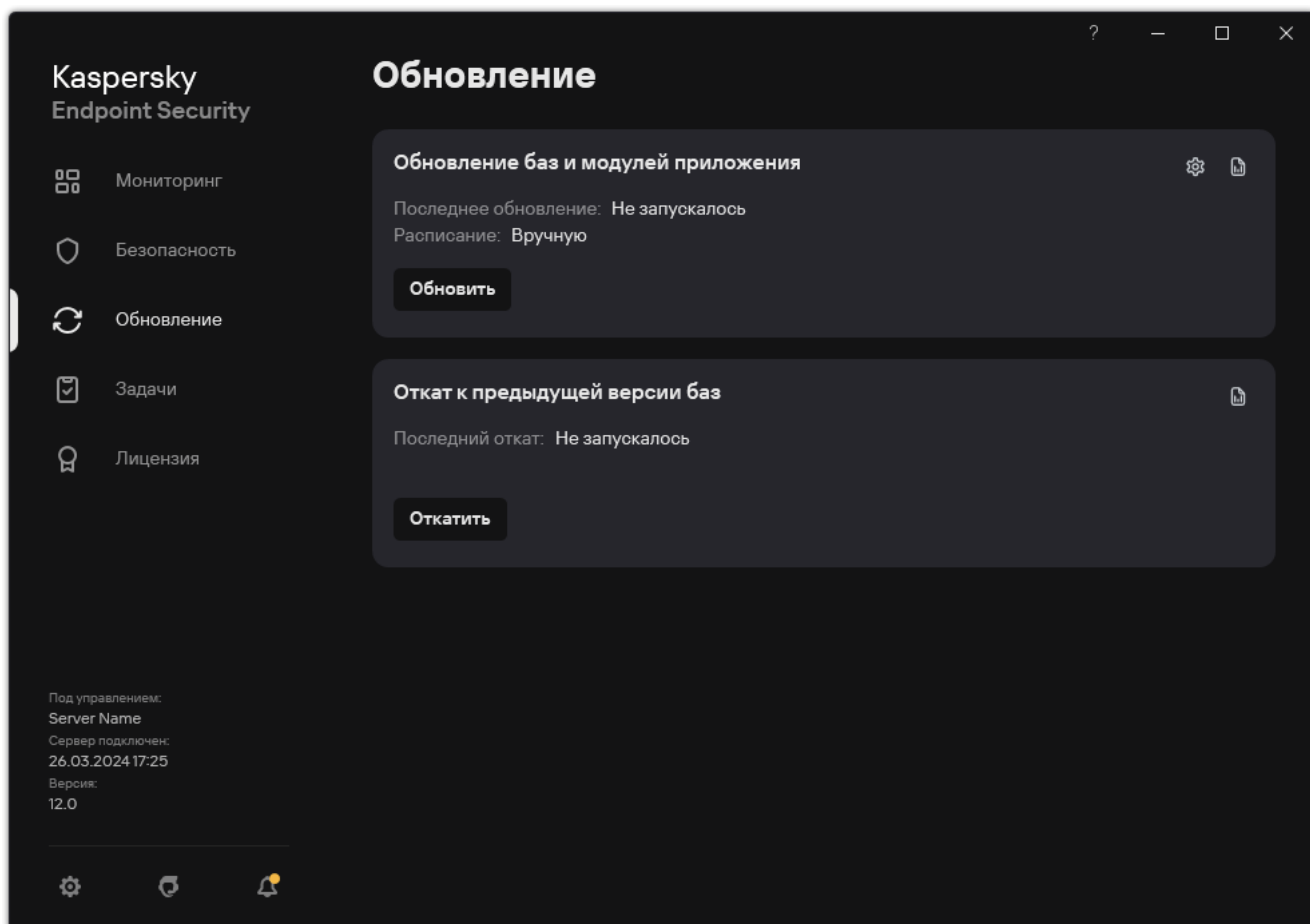 ?
Kaspersky
Endpoint Security
Мониторинг
Безопасность
Обновление
Задачи
Лицензия
Под управлением:
Server Name
Сервер подключен:
26.03.2024 17:25
Версия:
12.0
Обновление
Обновление баз и модулей приложения
Последнее обновление: Не запускалось
Расписание: Вручную
Обновить
Откат к предыдущей версии баз
Последний откат: Не запускалось
Откатить